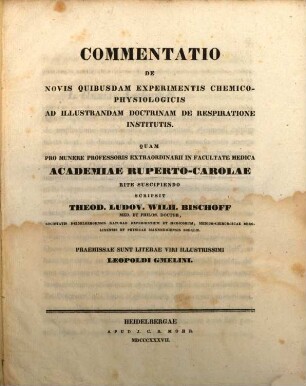 COMMENTATIO
DE
NOVIS QUIBUSDAM EXPERIMENTIS CHEMICO-
PHYSIOLOGICIS
AD ILLUSTRANDAM DOCTRINAM DE RESPIRATIONE
INSTITUTIS.
QUAM
PRO MUNERE PROFESSORIS EXTRAORDINARII IN FACULTATE MEDICA
ACADEMIAE RUPERTO-CAROLAE
RITE SUSCIPIENDO
SCRIPSIT
THEOD. LUDOV. WILH. BISCHOFF
MED. ET PHILOS. DOCTOR,
PRAEMISSAE SUNT LITERAE VIRI ILLUSTRISSIMI
LEOPOLDI GMELINI.
HEIDELBERGAE
APUD J. C. B. MOHR.
MDCCCXXXVII.